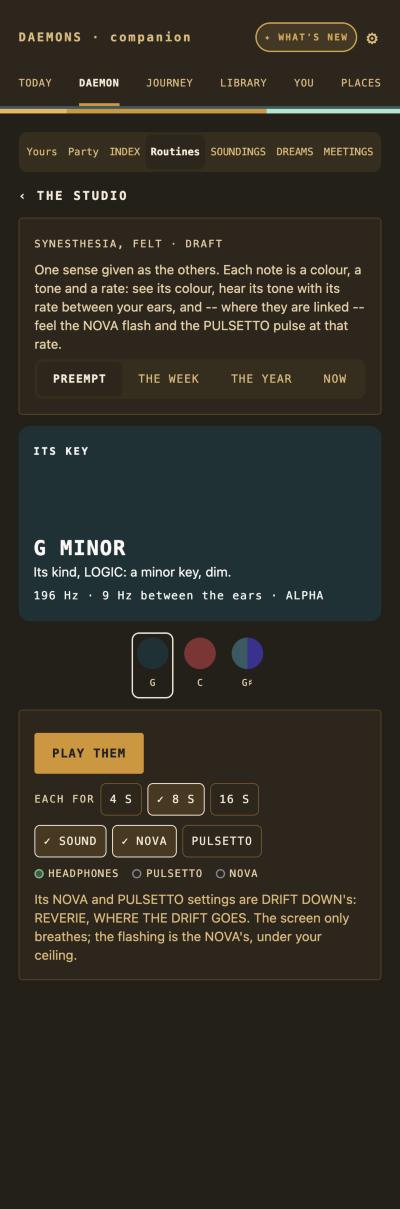 DAEMONS · companion
✦ WHAT'S NEW ⚙
TODAY DAEMON JOURNEY LIBRARY YOU PLACES
Yours Party INDEX Routines SOUNDINGS DREAMS MEETINGS
‹ THE STUDIO
SYNESTHESIA, FELT · DRAFT
One sense given as the others. Each note is a colour, a
tone and a rate: see its colour, hear its tone with its
rate between your ears, and -- where they are linked --
feel the NOVA flash and the PULSETTO pulse at that
rate.
PREEMPT THE WEEK THE YEAR NOW
ITS KEY
G MINOR
Its kind, LOGIC: a minor key, dim.
196 Hz · 9 Hz between the ears · ALPHA
G C G♯
PLAY THEM
EACH FOR 4 S ✓ 8 S 16 S
✓ SOUND ✓ NOVA PULSETTO
HEADPHONES PULSETTO NOVA
Its NOVA and PULSETTO settings are DRIFT DOWN's:
REVERIE, WHERE THE DRIFT GOES. The screen only
breathes; the flashing is the NOVA's, under your
ceiling.